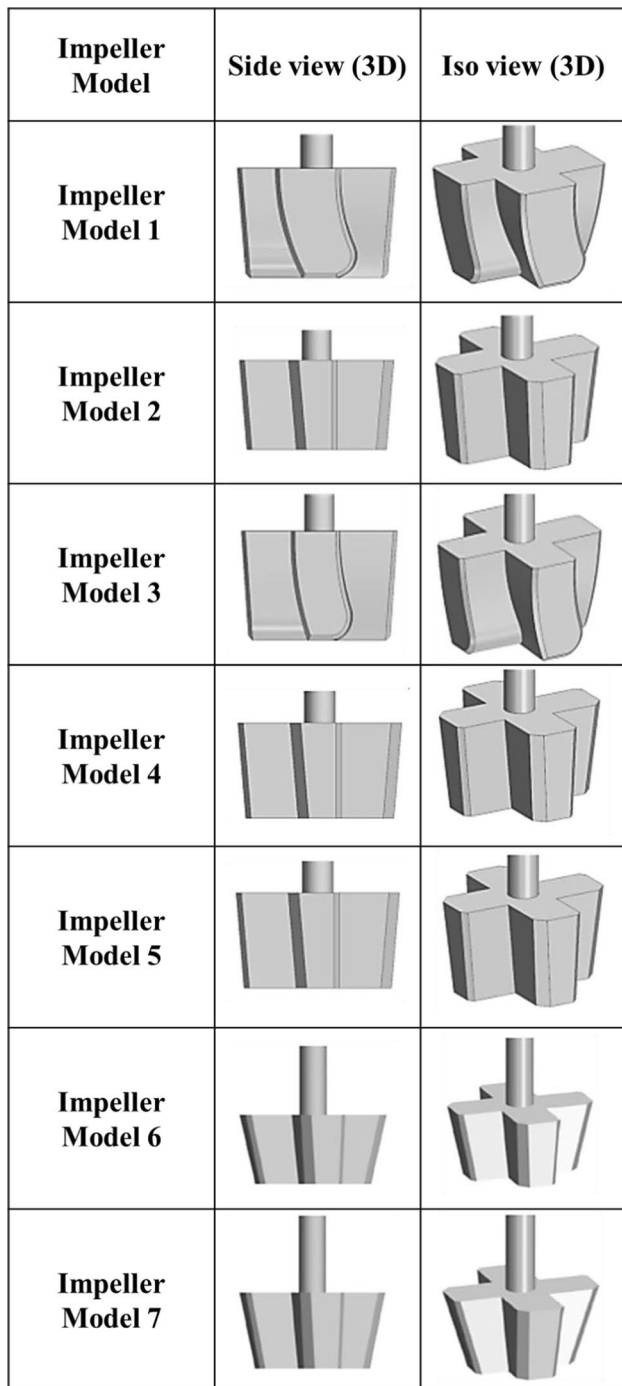 Impeller
Model
Side view (3D)
Iso view (3D)
Impeller
Model 1
Impeller
Model 2
Impeller
Model 3
Impeller
Model 4
Impeller
Model 5
Impeller
Model 6
Impeller
Model 7